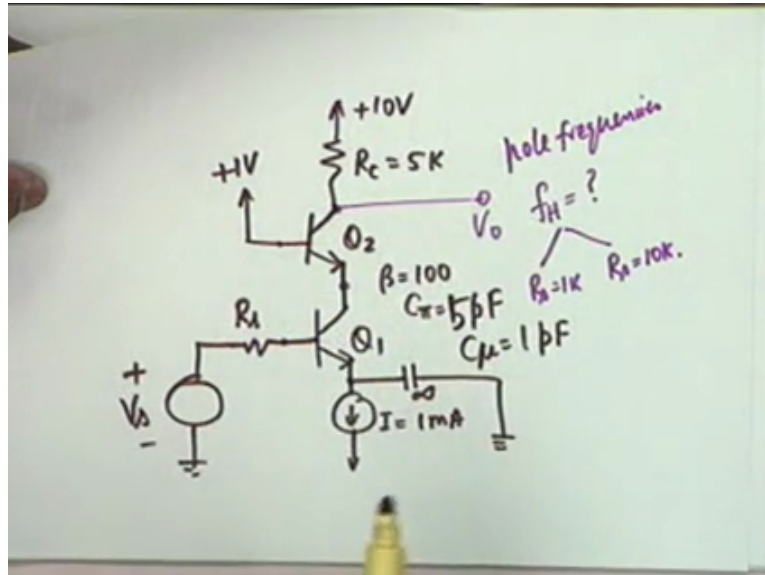 +10V
pole frequencies
+1V
Rc = 5K
fH = ?
Vo
Q2
Rs=1K Rs=10K.
β = 100
Cπ = 5pF
Rs
Q1
Cμ = 1pF
+
Vs
-
∞
I = 1mA